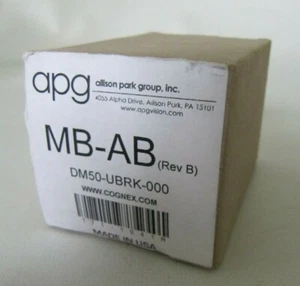 apg allison park group, inc.
4055 Alpha Drive, Allison Park, PA 15101
www.apgvision.com
MB-AB (Rev B)
DM50-UBRK-000
WWW.COGNEX.COM
MADE IN USA